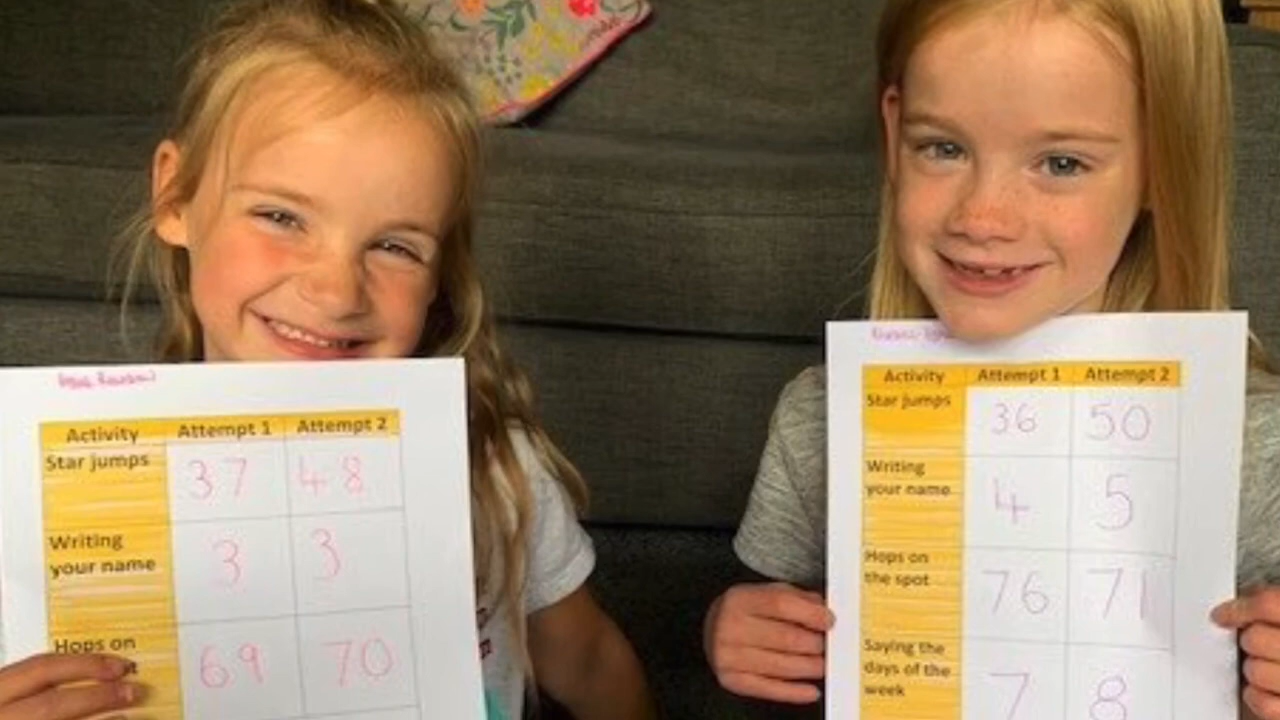 Activity Attempt 1 Attempt 2
Star jumps 37 48
Writing
your name 3 3
Hops on 69 70
Activity Attempt 1 Attempt 2
Star jumps 36 50
Writing
your name 4 5
Hops on
the spot 76 71
Saying the
days of the
week 7 8